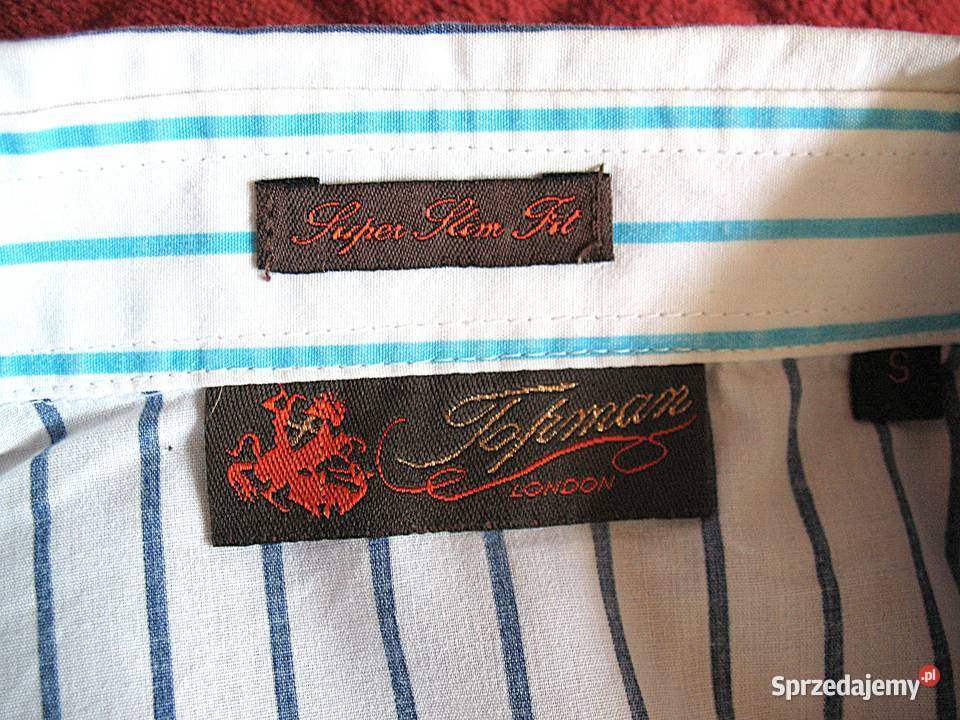 Super Slim Fit
S
Topman
LONDON
Sprzedajemy.pl